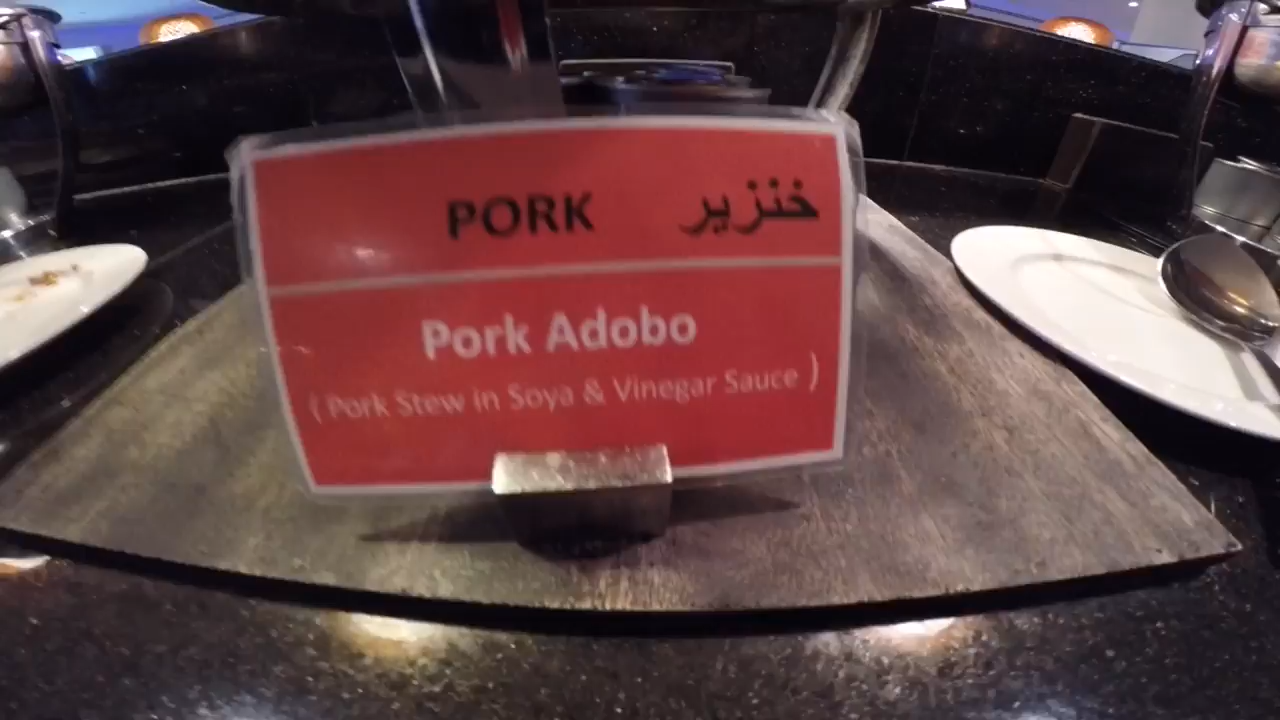 PORK خنزير
Pork Adobo
( Pork Stew in Soya & Vinegar Sauce )